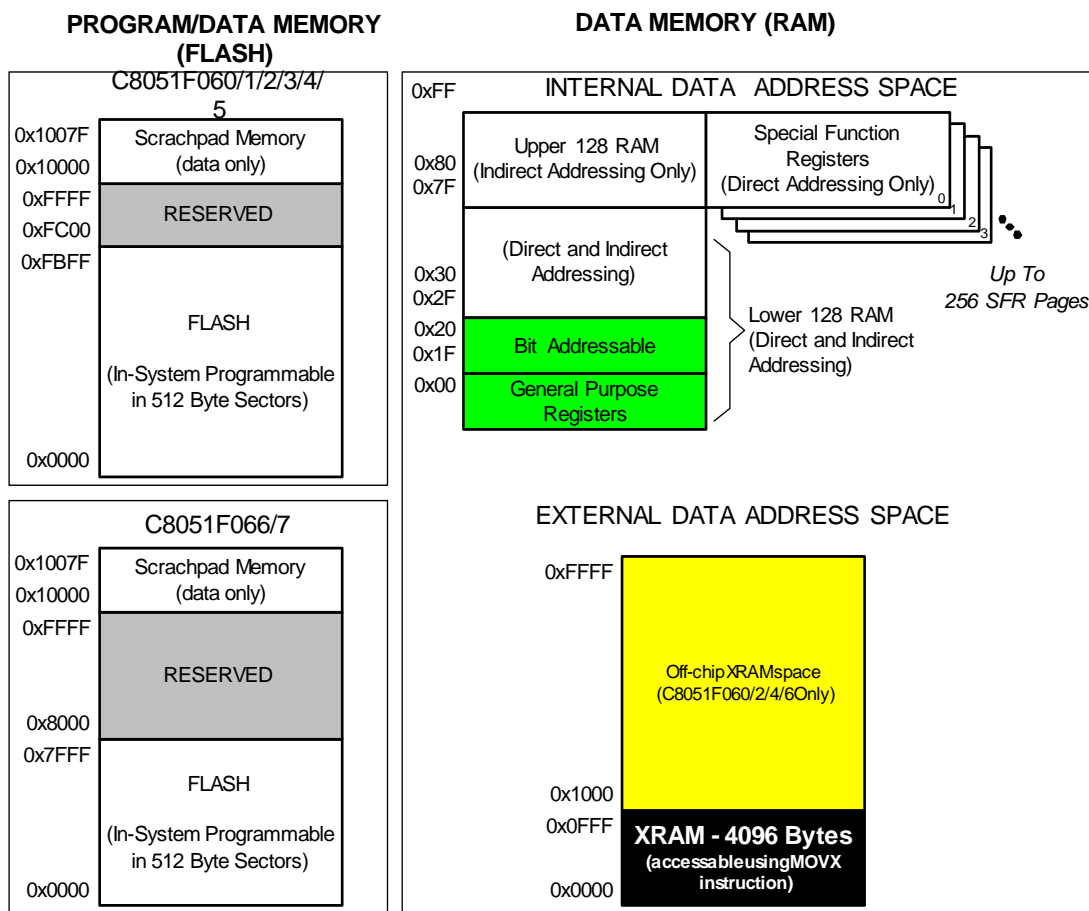 PROGRAM/DATA MEMORY
(FLASH)
C8051F060/1/2/3/4/
5
0x1007F
Scrachpad Memory
(data only)
0x10000
0xFFFF
RESERVED
0xFC00
0xFBFF
FLASH
(In-System Programmable
in 512 Byte Sectors)
0x0000
C8051F066/7
0x1007F
Scrachpad Memory
(data only)
0x10000
0xFFFF
RESERVED
0x8000
0x7FFF
FLASH
(In-System Programmable
in 512 Byte Sectors)
0x0000
DATA MEMORY (RAM)
INTERNAL DATA ADDRESS SPACE
0xFF
Upper 128 RAM
(Indirect Addressing Only)
0x80
0x7F
Special Function
Registers
(Direct Addressing Only)
0
1
2
3
Up To
256 SFR Pages
(Direct and Indirect
Addressing)
0x30
0x2F
0x20
Bit Addressable
0x1F
0x00
General Purpose
Registers
Lower 128 RAM
(Direct and Indirect
Addressing)
EXTERNAL DATA ADDRESS SPACE
0xFFFF
Off-chipXRAMspace
(C8051F060/2/4/6Only)
0x1000
0x0FFF
XRAM - 4096 Bytes
(accessableusingMOVX
instruction)
0x0000